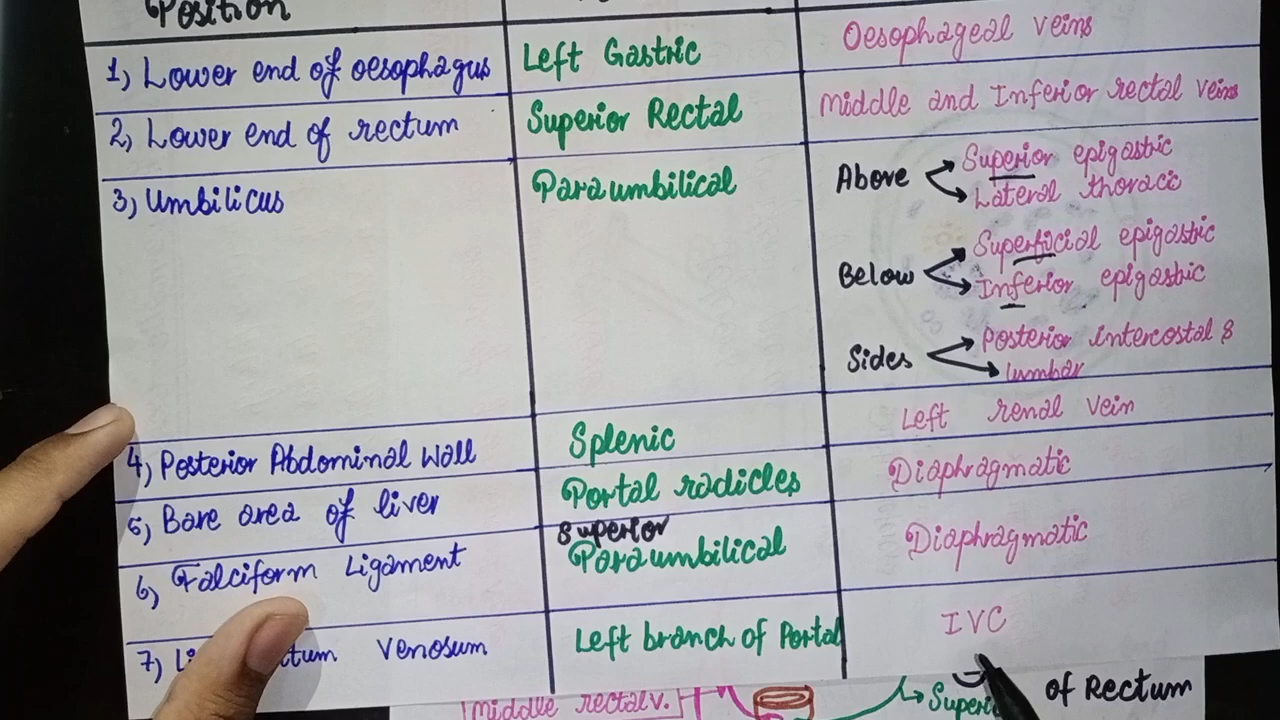 Position
1) Lower end of oesophagus Left Gastric Oesophageal veins
2) Lower end of rectum Superior Rectal Middle and Inferior rectal veins
3) Umbilicus Paraumbilical Above Superior epigastric
Lateral thoracic
Below Superficial epigastric
Inferior epigastric
Sides Posterior intercostal &
lumbar
4) Posterior Abdominal Wall Splenic Left renal vein
5) Bare area of liver Portal radicles Diaphragmatic
6) Falciform Ligament Superior Paraumbilical Diaphragmatic
7) Venosum Left branch of Portal IVC
Middle rectal v. of Rectum